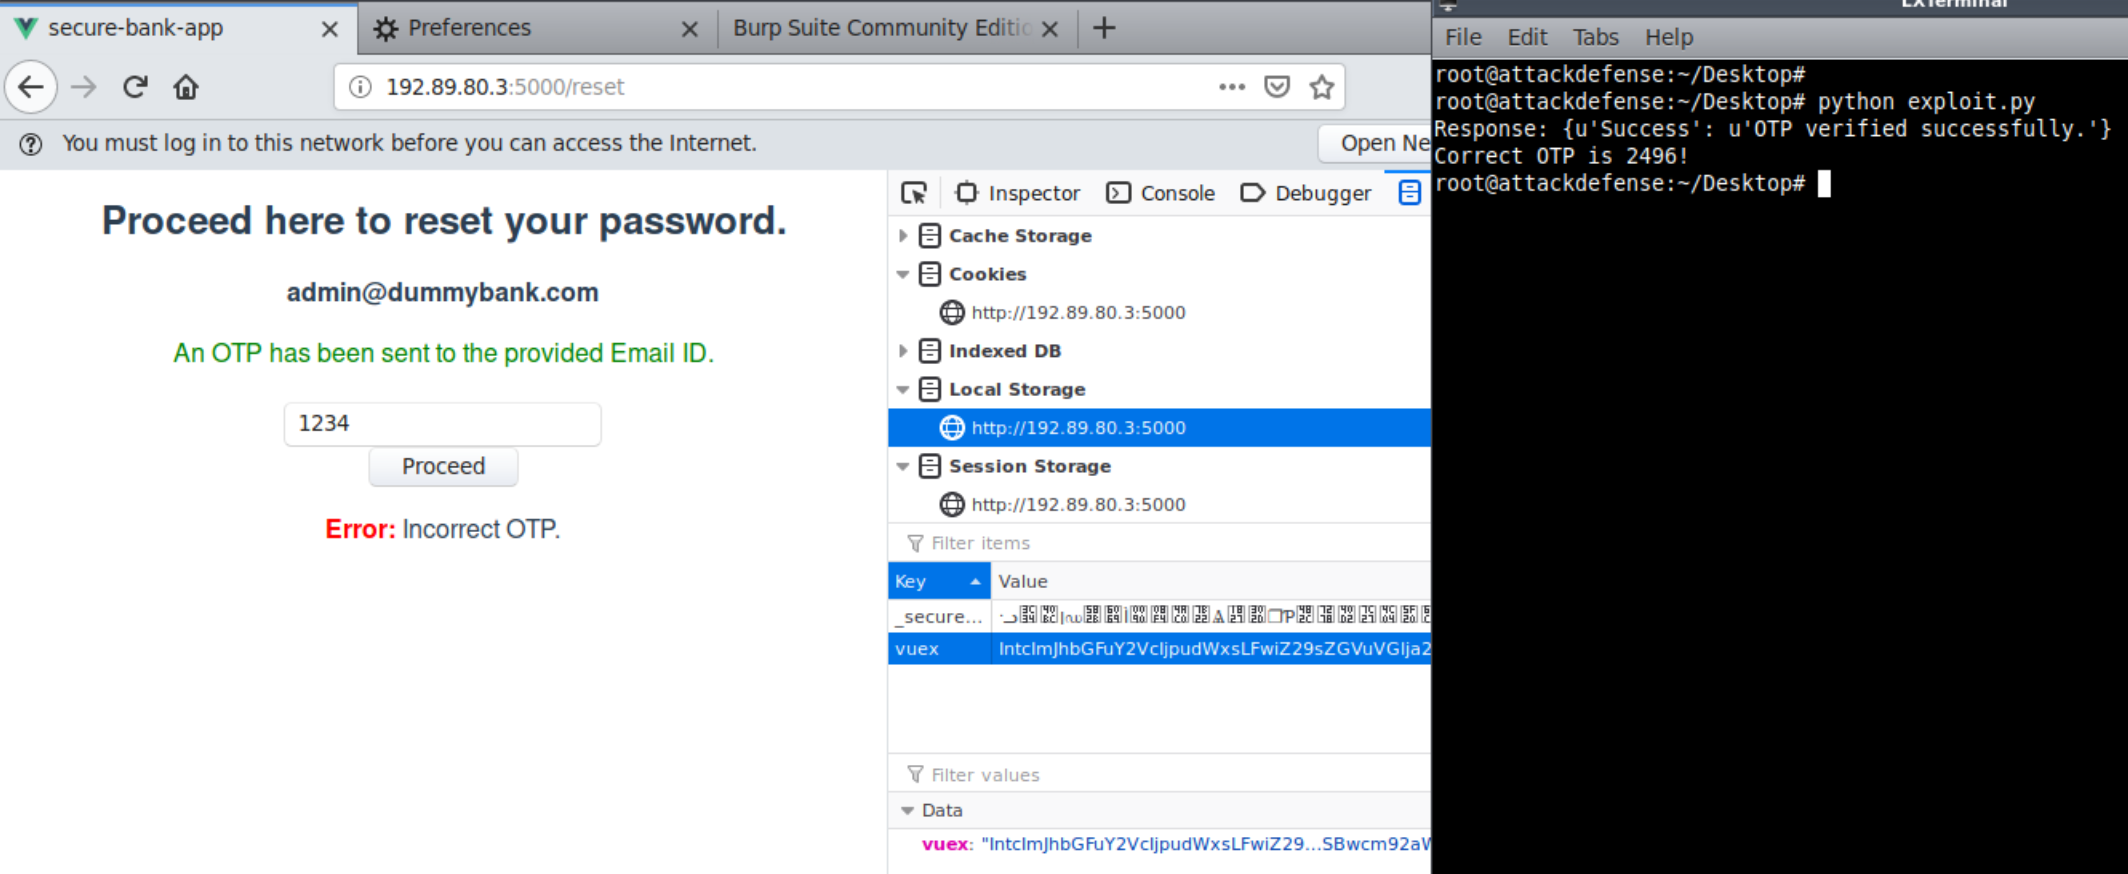 secure-bank-app
Preferences
Burp Suite Community Editio
192.89.80.3:5000/reset
You must log in to this network before you can access the Internet.
Open Ne
Proceed here to reset your password.
admin@dummybank.com
An OTP has been sent to the provided Email ID.
1234
Proceed
Error: Incorrect OTP.
Inspector
Console
Debugger
Cache Storage
Cookies
http://192.89.80.3:5000
Indexed DB
Local Storage
http://192.89.80.3:5000
Session Storage
http://192.89.80.3:5000
Filter items
Key Value
_secure...
vuex IntcImJhbGFuY2VcIjpudWxsLFwiZ29sZGVuVGlja2
Filter values
Data
vuex: "IntcImJhbGFuY2VcIjpudWxsLFwiZ29...SBwcm92aW
LXTerminal
File Edit Tabs Help
root@attackdefense:~/Desktop#
root@attackdefense:~/Desktop# python exploit.py
Response: {u'Success': u'OTP verified successfully.'}
Correct OTP is 2496!
root@attackdefense:~/Desktop#